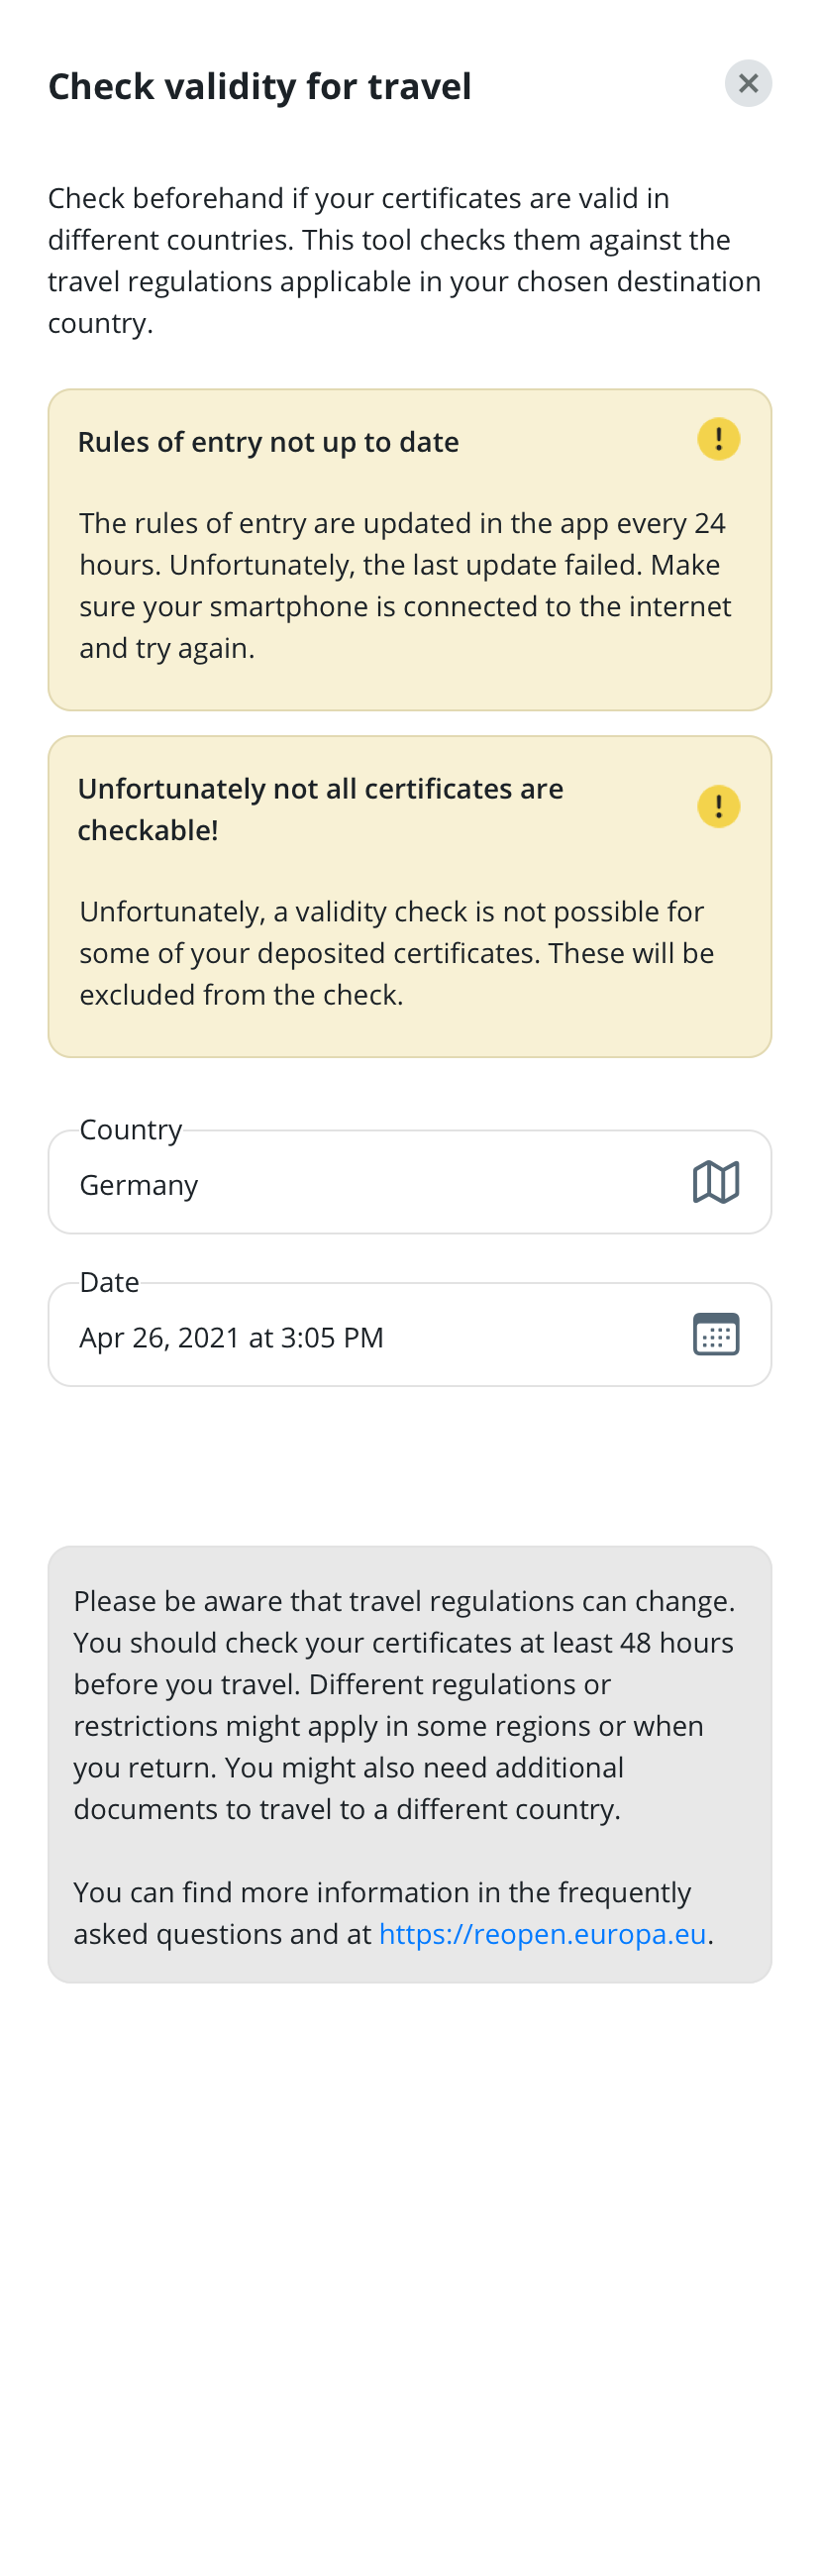 Check validity for travel
Check beforehand if your certificates are valid in
different countries. This tool checks them against the
travel regulations applicable in your chosen destination
country.
Rules of entry not up to date
The rules of entry are updated in the app every 24
hours. Unfortunately, the last update failed. Make
sure your smartphone is connected to the internet
and try again.
Unfortunately not all certificates are
checkable!
Unfortunately, a validity check is not possible for
some of your deposited certificates. These will be
excluded from the check.
Country
Germany
Date
Apr 26, 2021 at 3:05 PM
Please be aware that travel regulations can change.
You should check your certificates at least 48 hours
before you travel. Different regulations or
restrictions might apply in some regions or when
you return. You might also need additional
documents to travel to a different country.
You can find more information in the frequently
asked questions and at https://reopen.europa.eu.